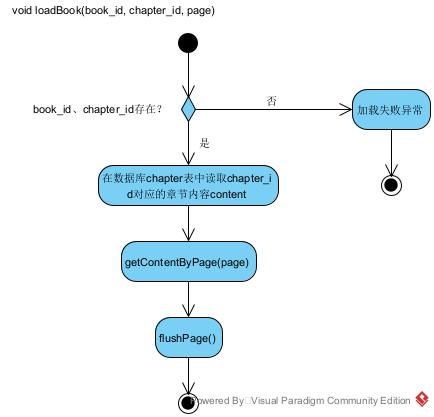 void loadBook(book_id, chapter_id, page)
book_id、chapter_id存在？
否
加载失败异常
是
在数据库chapter表中读取chapter_i
d对应的章节内容content
getContentByPage(page)
flushPage()
Powered By Visual Paradigm Community Edition